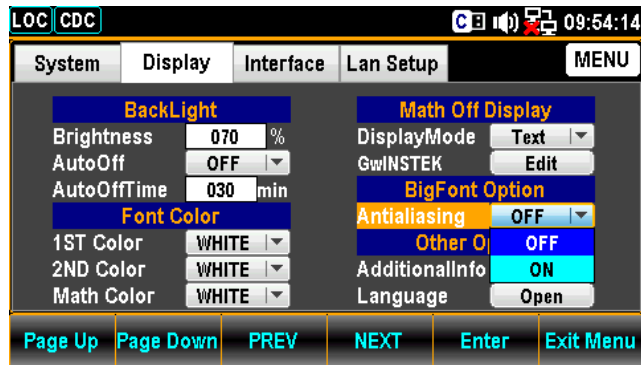 LOC CDC C 09:54:14
System Display Interface Lan Setup MENU
BackLight
Brightness 070 %
AutoOff OFF
AutoOffTime 030 min
Font Color
1ST Color WHITE
2ND Color WHITE
Math Color WHITE
Math Off Display
DisplayMode Text
GWINSTEK Edit
BigFont Option
Antialiasing OFF
OFF
Other O
ON
AdditionalInfo
Language Open
Page Up Page Down PREV NEXT Enter Exit Menu